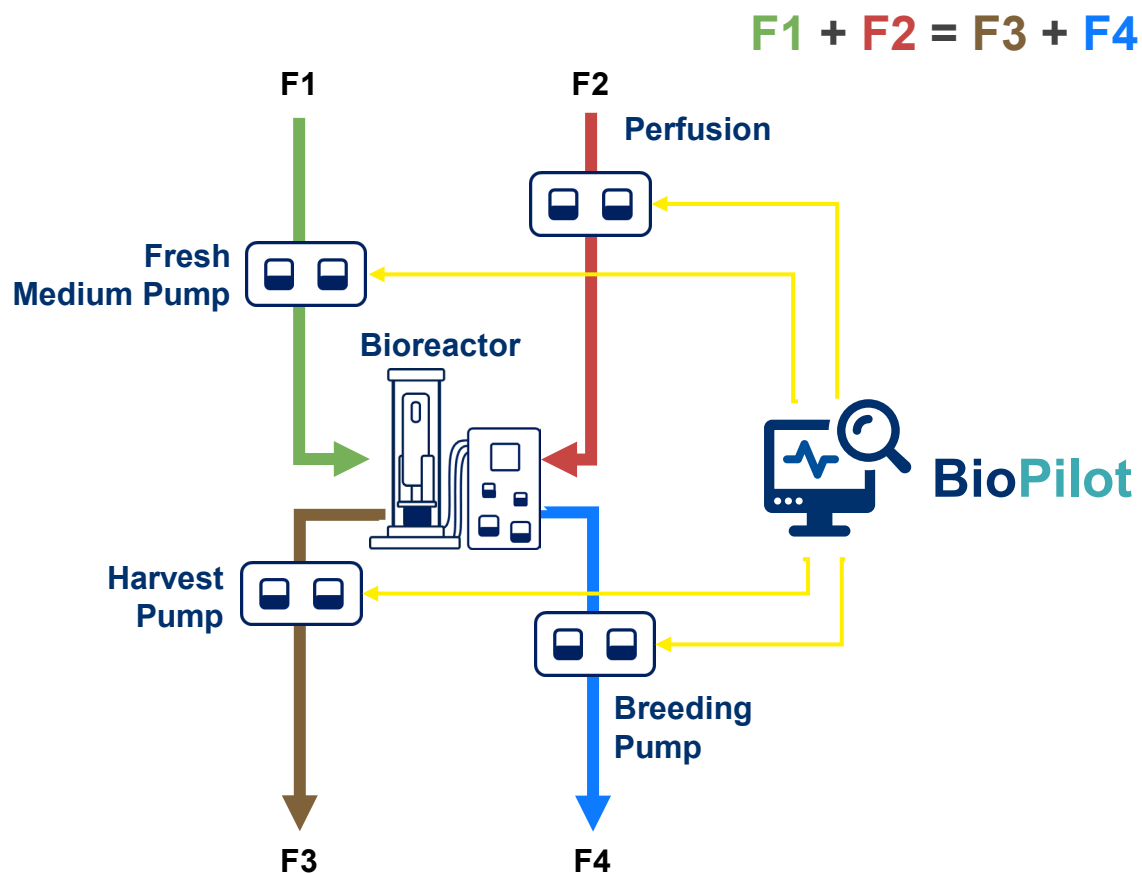 F1 + F2 = F3 + F4
F1
F2
Perfusion
Fresh
Medium Pump
Bioreactor
BioPilot
Harvest
Pump
Breeding
Pump
F3
F4